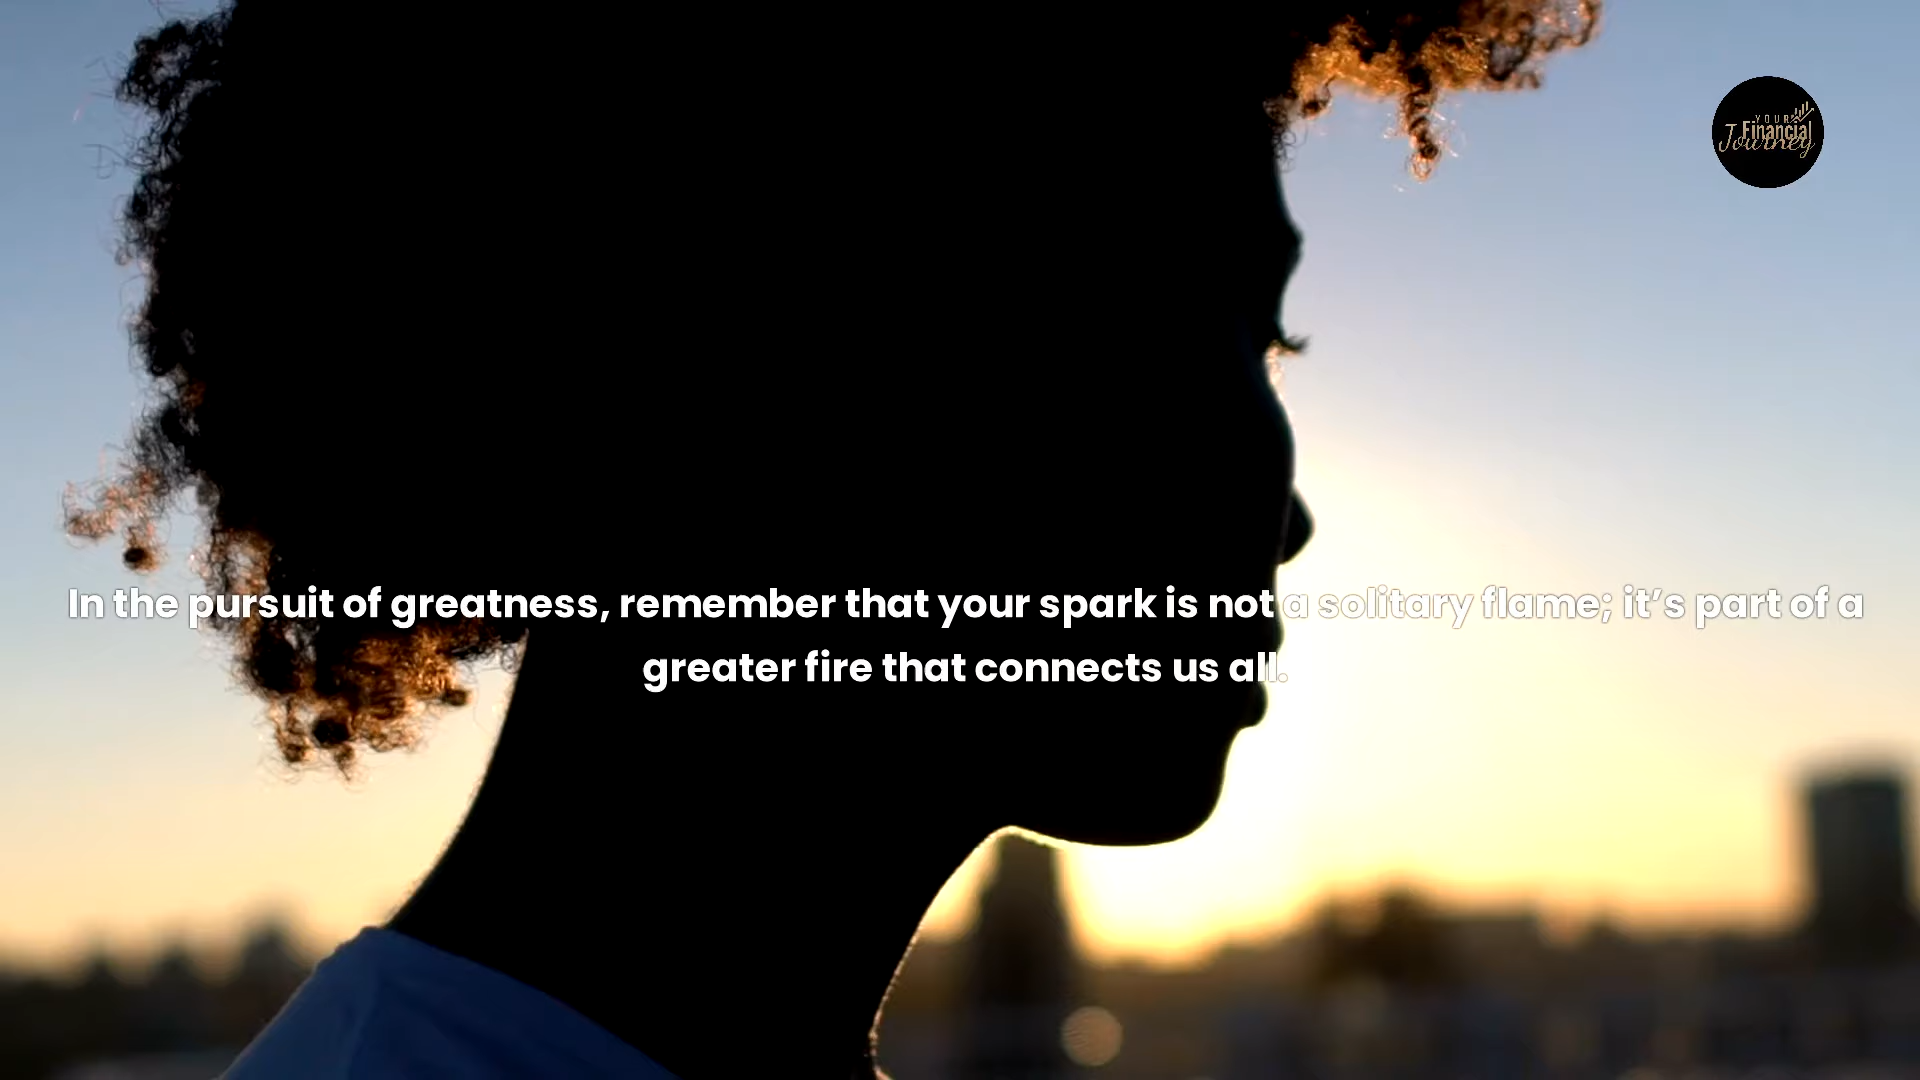 YOUR
Financial
Journey
In the pursuit of greatness, remember that your spark is not a solitary flame; it’s part of a
greater fire that connects us all.